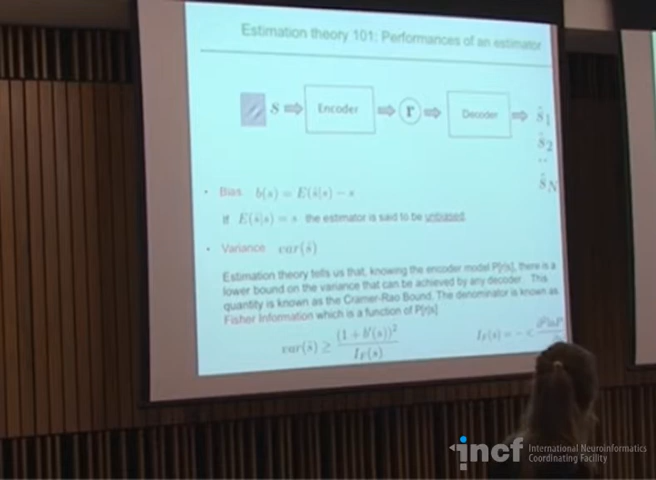 Estimation theory 101: Performances of an estimator
s ⇒ Encoder ⇒ r ⇒ Decoder ⇒ ŝ1
ŝ2
..
ŝN
• Bias b(s) = E(ŝ|s) − s
If E(ŝ|s) = s the estimator is said to be unbiased.
• Variance var(ŝ)
Estimation theory tells us that, knowing the encoder model P[r|s], there is a
lower bound on the variance that can be achieved by any decoder. This
quantity is known as the Cramer-Rao Bound. The denominator is known as
Fisher Information which is a function of P[r|s]
var(ŝ) ≥ (1 + b'(s))² / I_F(s) I_F(s) = − <
incf International Neuroinformatics
Coordinating Facility